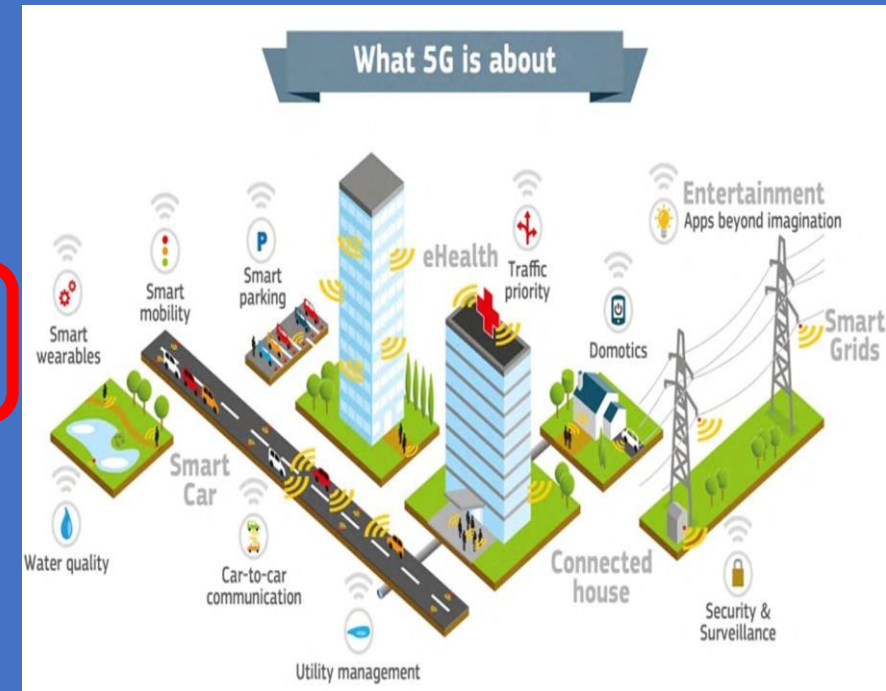 What 5G is about
Entertainment
Apps beyond imagination
eHealth
Traffic
priority
P
Smart
parking
Smart
mobility
Smart
wearables
Domotics
Smart
Grids
Smart
Car
Water quality
Car-to-car
communication
Connected
house
Security &
Surveillance
Utility management